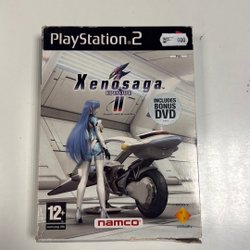 PlayStation 2
Xenosaga
EPISODE
II
INCLUDES
BONUS
DVD
12+
namco